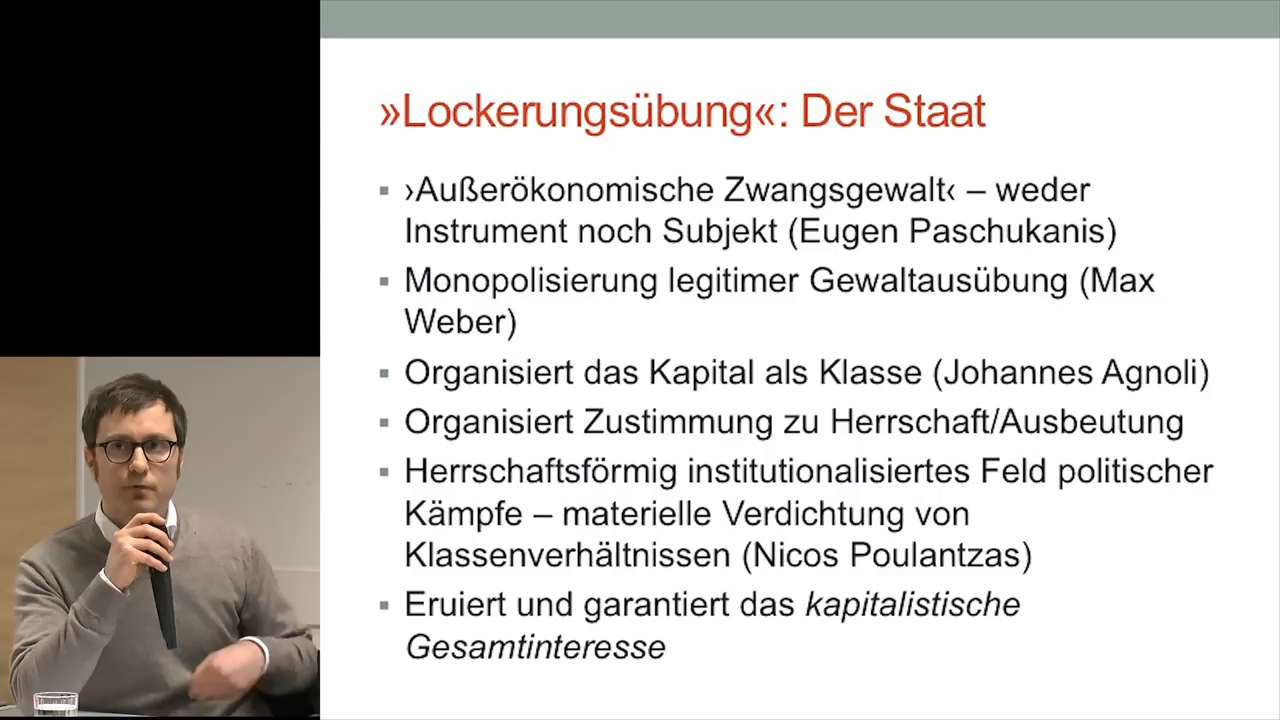 »Lockerungsübung«: Der Staat
▪ ›Außerökonomische Zwangsgewalt‹ – weder
Instrument noch Subjekt (Eugen Paschukanis)
▪ Monopolisierung legitimer Gewaltausübung (Max
Weber)
▪ Organisiert das Kapital als Klasse (Johannes Agnoli)
▪ Organisiert Zustimmung zu Herrschaft/Ausbeutung
▪ Herrschaftsförmig institutionalisiertes Feld politischer
Kämpfe – materielle Verdichtung von
Klassenverhältnissen (Nicos Poulantzas)
▪ Eruiert und garantiert das kapitalistische
Gesamtinteresse